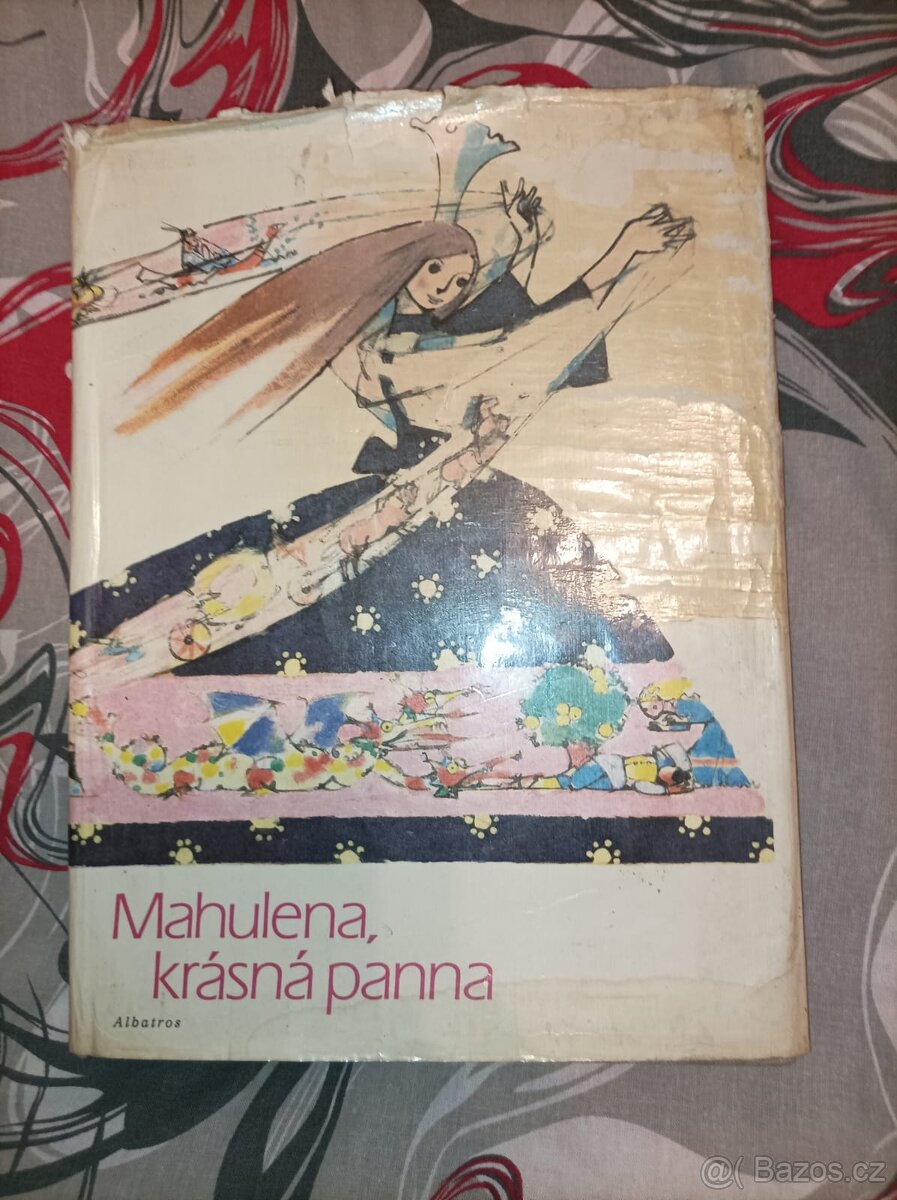 Mahulena,
krásná panna
Albatros
@( Bazos.cz